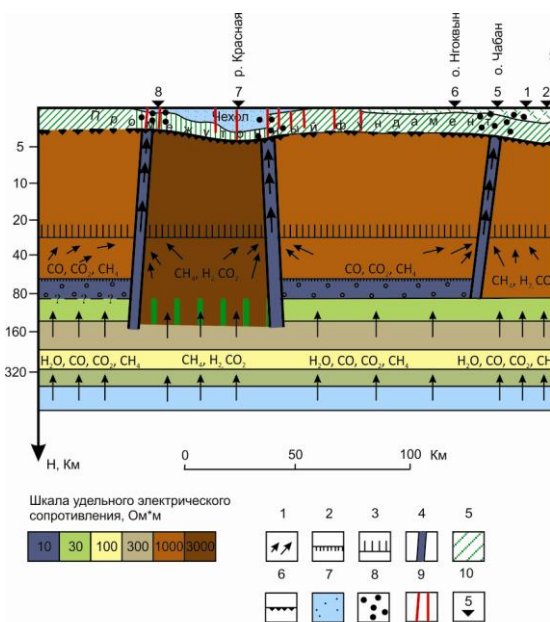 р. Красная
о. Нгоквын
о. Чабан
8 7 6 5 1 2
Чехол
Промежуточный фундамент
5
10
20
40
80
160
320
CO, CO₂, CH₄
CH₄, H₂, CO₂
CO, CO₂, CH₄
CH₄, H
? ? ?
H₂O, CO, CO₂, CH₄ CH₄, H₂, CO₂ H₂O, CO, CO₂, CH₄ H₂O, CO, CO₂, CH
H, Км
0 50 100 Км
Шкала удельного электрического
сопротивления, Ом*м
10 30 100 300 1000 3000
1 2 3 4 5
6 7 8 9 10
5